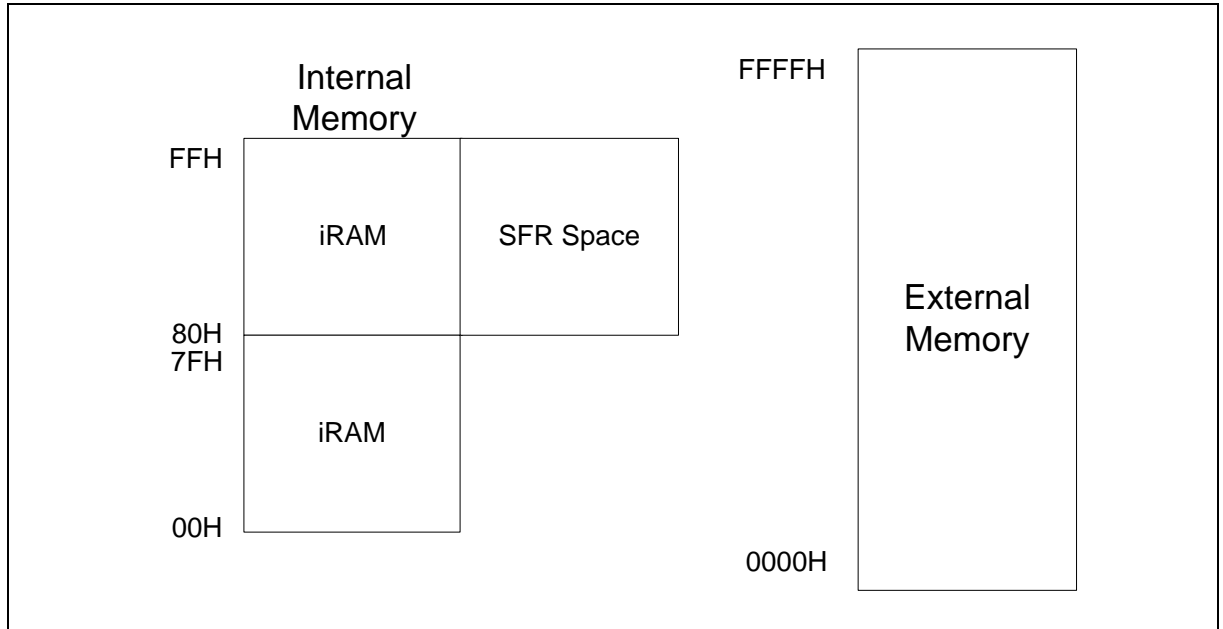 Internal
Memory
FFH
iRAM
SFR Space
80H
7FH
iRAM
00H
FFFFH
External
Memory
0000H